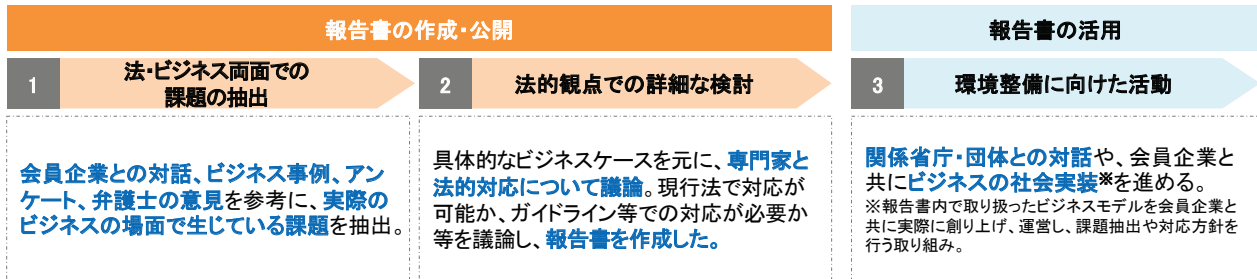 報告書の作成・公開
報告書の活用
1
法・ビジネス両面での
課題の抽出
2
法的観点での詳細な検討
3
環境整備に向けた活動
会員企業との対話、ビジネス事例、アン
ケート、弁護士の意見を参考に、実際の
ビジネスの場面で生じている課題を抽出。
具体的なビジネスケースを元に、専門家と
法的対応について議論。現行法で対応が
可能か、ガイドライン等での対応が必要か
等を議論し、報告書を作成した。
関係省庁・団体との対話や、会員企業と
共にビジネスの社会実装※を進める。
※報告書内で取り扱ったビジネスモデルを会員企業と
共に実際に創り上げ、運営し、課題抽出や対応方針を
行う取り組み。